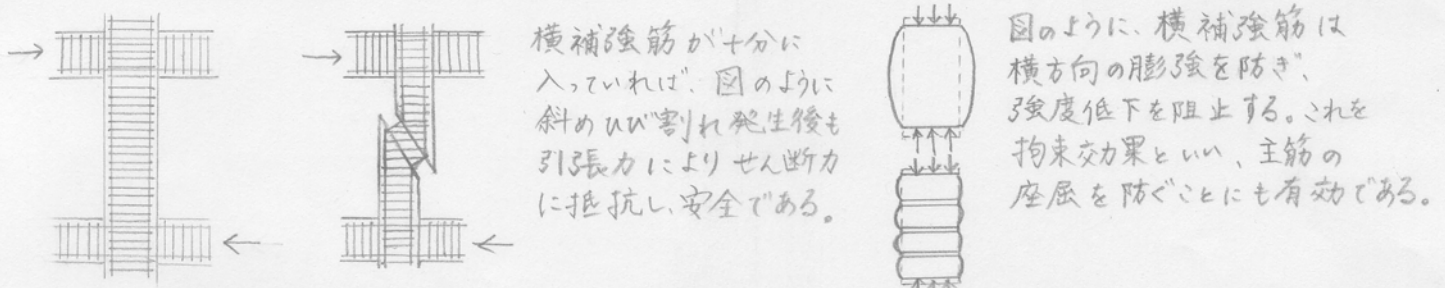 横補強筋が十分に
入っていれば、図のように
斜めひび割れ発生後も
引張力によりせん断力
に抵抗し、安全である。
図のように、横補強筋は
横方向の膨強を防ぎ、
強度低下を阻止する。これを
拘束効果といい、主筋の
座屈を防ぐことにも有効である。